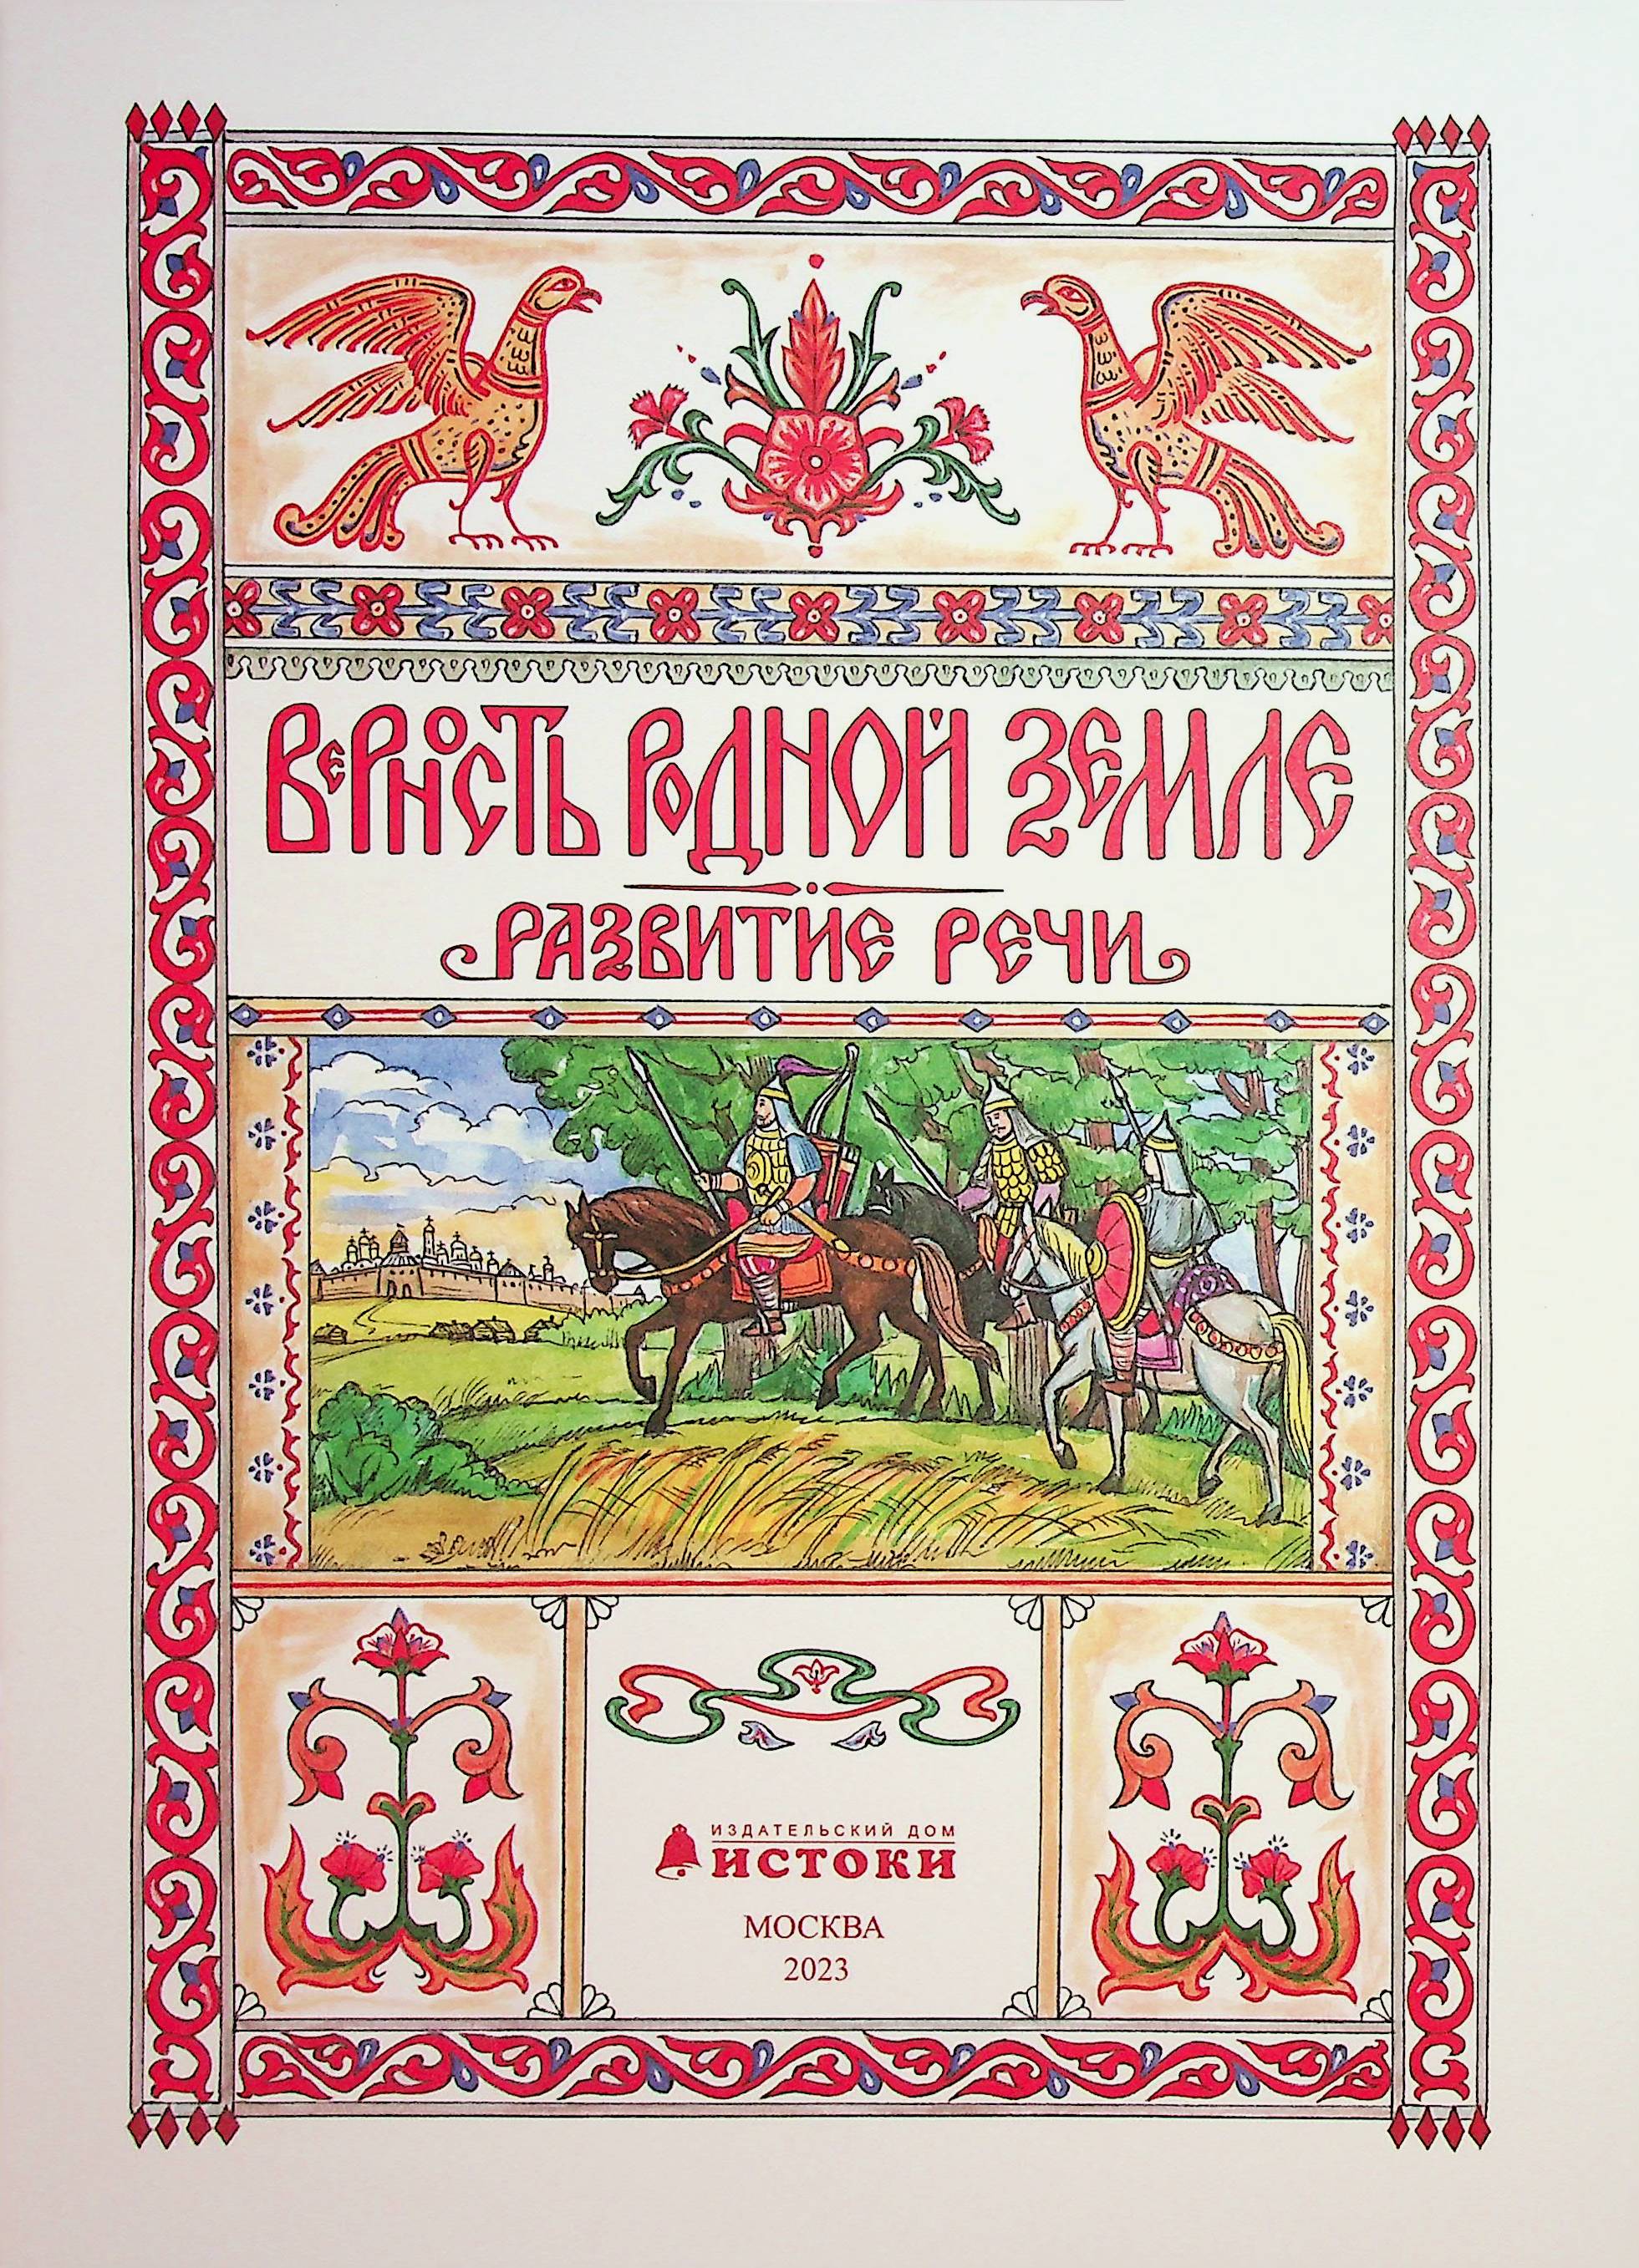 Верность родной земле
Развитие речи
ИЗДАТЕЛЬСКИЙ ДОМ
ИСТОКИ
МОСКВА
2023